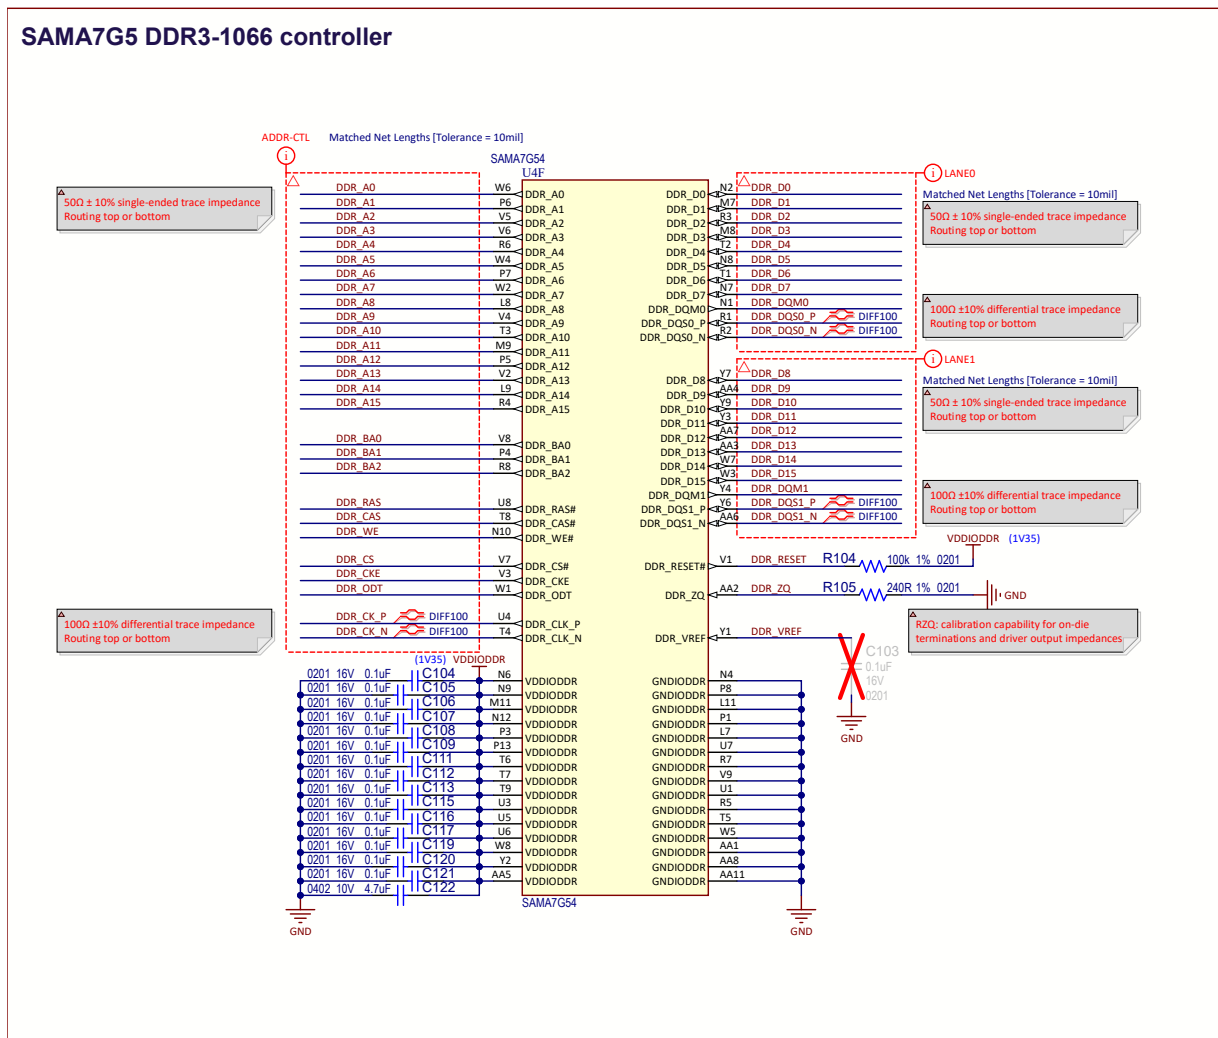 SAMA7G5 DDR3-1066 controller
ADDR-CTL Matched Net Lengths [Tolerance = 10mil]
i
SAMA7G54
U4F
50Ω ± 10% single-ended trace impedance
Routing top or bottom
DDR_A0 W6 DDR_A0
DDR_A1 P6 DDR_A1
DDR_A2 V5 DDR_A2
DDR_A3 V6 DDR_A3
DDR_A4 R6 DDR_A4
DDR_A5 W4 DDR_A5
DDR_A6 P7 DDR_A6
DDR_A7 W2 DDR_A7
DDR_A8 L8 DDR_A8
DDR_A9 V4 DDR_A9
DDR_A10 T3 DDR_A10
DDR_A11 M9 DDR_A11
DDR_A12 P5 DDR_A12
DDR_A13 V2 DDR_A13
DDR_A14 L9 DDR_A14
DDR_A15 R4 DDR_A15
DDR_BA0 V8 DDR_BA0
DDR_BA1 P4 DDR_BA1
DDR_BA2 R8 DDR_BA2
DDR_RAS U8 DDR_RAS#
DDR_CAS T8 DDR_CAS#
DDR_WE N10 DDR_WE#
DDR_CS V7 DDR_CS#
DDR_CKE V3 DDR_CKE
DDR_ODT W1 DDR_ODT
DDR_CK_P DIFF100 U4 DDR_CLK_P
DDR_CK_N DIFF100 T4 DDR_CLK_N
100Ω ±10% differential trace impedance
Routing top or bottom
(1V35) VDDIODDR
0201 16V 0.1uF C104 N6 VDDIODDR
0201 16V 0.1uF C105 N9 VDDIODDR
0201 16V 0.1uF C106 M11 VDDIODDR
0201 16V 0.1uF C107 N12 VDDIODDR
0201 16V 0.1uF C108 P3 VDDIODDR
0201 16V 0.1uF C109 P13 VDDIODDR
0201 16V 0.1uF C111 T6 VDDIODDR
0201 16V 0.1uF C112 T7 VDDIODDR
0201 16V 0.1uF C113 T9 VDDIODDR
0201 16V 0.1uF C115 U3 VDDIODDR
0201 16V 0.1uF C116 U5 VDDIODDR
0201 16V 0.1uF C117 U6 VDDIODDR
0201 16V 0.1uF C119 W8 VDDIODDR
0201 16V 0.1uF C120 Y2 VDDIODDR
0201 16V 0.1uF C121 AA5 VDDIODDR
0402 10V 4.7uF C122
GND
SAMA7G54
i LANE0
Matched Net Lengths [Tolerance = 10mil]
50Ω ± 10% single-ended trace impedance
Routing top or bottom
100Ω ±10% differential trace impedance
Routing top or bottom
DDR_D0 N2 DDR_D0
DDR_D1 M7 DDR_D1
DDR_D2 R3 DDR_D2
DDR_D3 M8 DDR_D3
DDR_D4 T2 DDR_D4
DDR_D5 N8 DDR_D5
DDR_D6 T1 DDR_D6
DDR_D7 N7 DDR_D7
DDR_DQM0 N1 DDR_DQM0
DDR_DQS0_P R1 DDR_DQS0_P DIFF100
DDR_DQS0_N R2 DDR_DQS0_N DIFF100
i LANE1
Matched Net Lengths [Tolerance = 10mil]
50Ω ± 10% single-ended trace impedance
Routing top or bottom
100Ω ±10% differential trace impedance
Routing top or bottom
DDR_D8 Y7 DDR_D8
DDR_D9 AA4 DDR_D9
DDR_D10 Y9 DDR_D10
DDR_D11 Y3 DDR_D11
DDR_D12 AA7 DDR_D12
DDR_D13 AA3 DDR_D13
DDR_D14 W7 DDR_D14
DDR_D15 W3 DDR_D15
DDR_DQM1 Y4 DDR_DQM1
DDR_DQS1_P Y6 DDR_DQS1_P DIFF100
DDR_DQS1_N AA6 DDR_DQS1_N DIFF100
VDDIODDR (1V35)
DDR_RESET# V1 DDR_RESET R104 100k 1% 0201
DDR_ZQ AA2 DDR_ZQ R105 240R 1% 0201 GND
RZQ: calibration capability for on-die
terminations and driver output impedances
DDR_VREF Y1 DDR_VREF
C103
0.1uF
16V
0201
GND
GNDIODDR N4
GNDIODDR P8
GNDIODDR L11
GNDIODDR P1
GNDIODDR L7
GNDIODDR U7
GNDIODDR R7
GNDIODDR V9
GNDIODDR U1
GNDIODDR R5
GNDIODDR T5
GNDIODDR W5
GNDIODDR AA1
GNDIODDR AA8
GNDIODDR AA11
GND